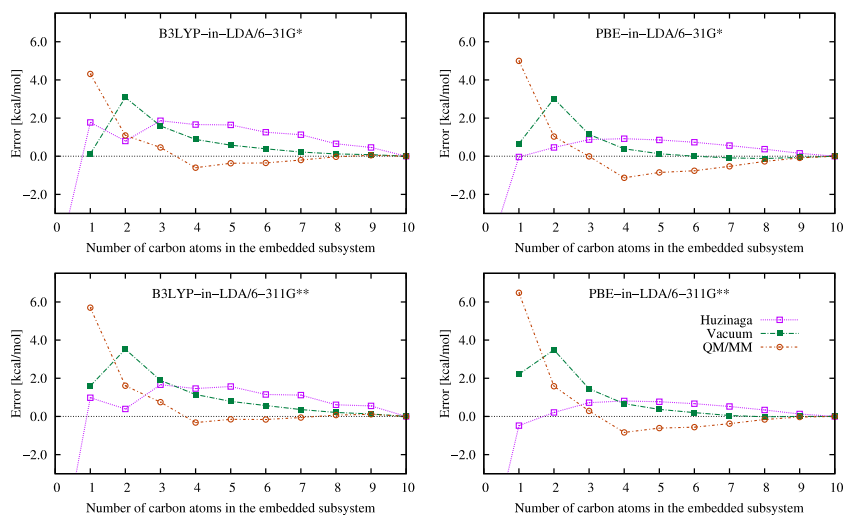 B3LYP−in−LDA/6−31G*
6.0
4.0
2.0
0.0
−2.0
Error [kcal/mol]
0 1 2 3 4 5 6 7 8 9 10
Number of carbon atoms in the embedded subsystem
PBE−in−LDA/6−31G*
6.0
4.0
2.0
0.0
−2.0
Error [kcal/mol]
0 1 2 3 4 5 6 7 8 9 10
Number of carbon atoms in the embedded subsystem
B3LYP−in−LDA/6−311G**
6.0
4.0
2.0
0.0
−2.0
Error [kcal/mol]
0 1 2 3 4 5 6 7 8 9 10
Number of carbon atoms in the embedded subsystem
PBE−in−LDA/6−311G**
Huzinaga
Vacuum
QM/MM
6.0
4.0
2.0
0.0
−2.0
Error [kcal/mol]
0 1 2 3 4 5 6 7 8 9 10
Number of carbon atoms in the embedded subsystem